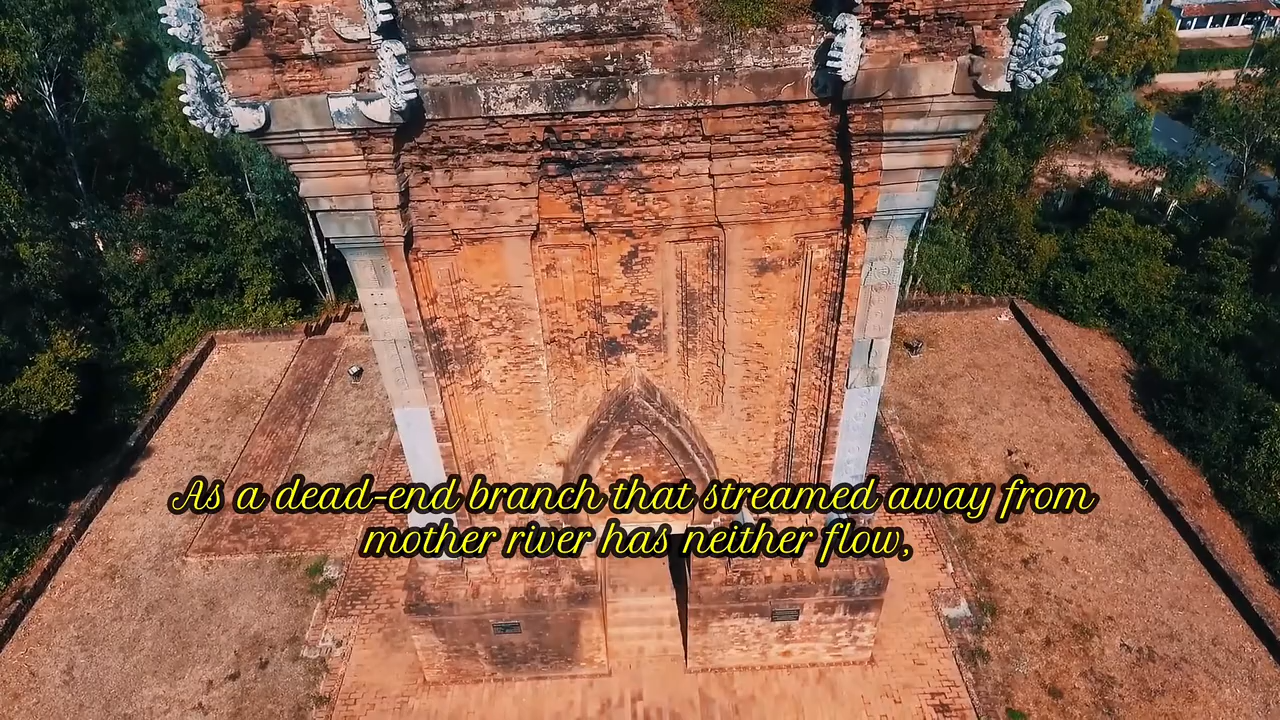 As a dead-end branch that streamed away from
mother river has neither flow,